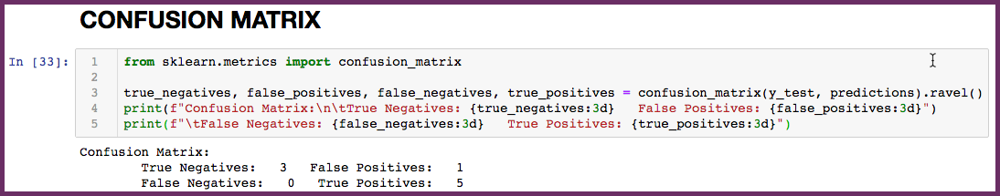 CONFUSION MATRIX
In [33]:
1 from sklearn.metrics import confusion_matrix
2
3 true_negatives, false_positives, false_negatives, true_positives = confusion_matrix(y_test, predictions).ravel()
4 print(f"Confusion Matrix:\n\tTrue Negatives: {true_negatives:3d}   False Positives: {false_positives:3d}")
5 print(f"\tFalse Negatives: {false_negatives:3d}   True Positives: {true_positives:3d}")
Confusion Matrix:
True Negatives:   3   False Positives:   1
False Negatives:   0   True Positives:   5